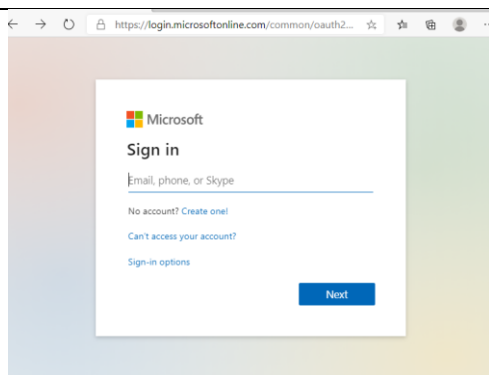 https://login.microsoftonline.com/common/oauth2...
Microsoft
Sign in
Email, phone, or Skype
No account? Create one!
Can't access your account?
Sign-in options
Next